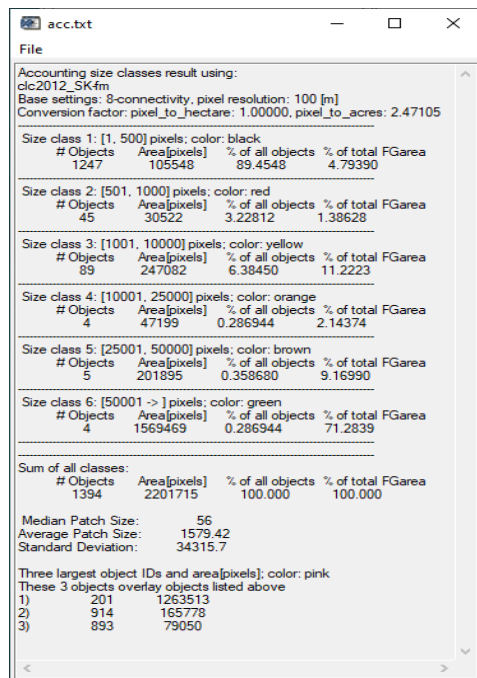 acc.txt
File
Accounting size classes result using:
clc2012_SK-fm
Base settings: 8-connectivity, pixel resolution: 100 [m]
Conversion factor: pixel_to_hectare: 1.00000, pixel_to_acres: 2.47105
Size class 1: [1, 500] pixels; color: black
# Objects Area[pixels] % of all objects % of total FGarea
1247 105548 89.4548 4.79390
Size class 2: [501, 1000] pixels; color: red
# Objects Area[pixels] % of all objects % of total FGarea
45 30522 3.22812 1.38628
Size class 3: [1001, 10000] pixels; color: yellow
# Objects Area[pixels] % of all objects % of total FGarea
89 247082 6.38450 11.2223
Size class 4: [10001, 25000] pixels; color: orange
# Objects Area[pixels] % of all objects % of total FGarea
4 47199 0.286944 2.14374
Size class 5: [25001, 50000] pixels; color: brown
# Objects Area[pixels] % of all objects % of total FGarea
5 201895 0.358680 9.16990
Size class 6: [50001 -> ] pixels; color: green
# Objects Area[pixels] % of all objects % of total FGarea
4 1569469 0.286944 71.2839
Sum of all classes:
# Objects Area[pixels] % of all objects % of total FGarea
1394 2201715 100.000 100.000
Median Patch Size: 56
Average Patch Size: 1579.42
Standard Deviation: 34315.7
Three largest object IDs and area[pixels]; color: pink
These 3 objects overlay objects listed above
1) 201 1263513
2) 914 165778
3) 893 79050